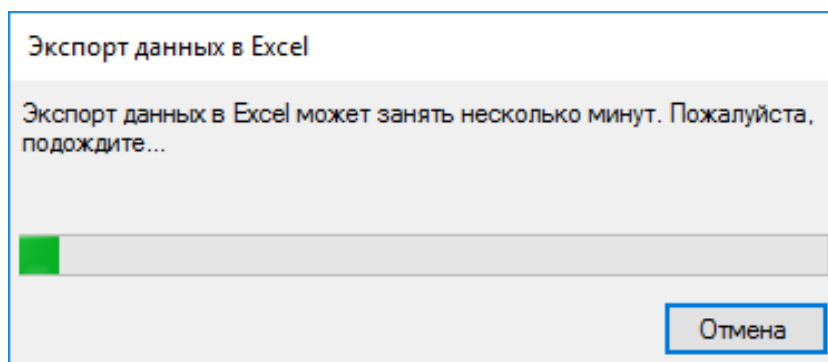 Экспорт данных в Excel
Экспорт данных в Excel может занять несколько минут. Пожалуйста,
подождите...
Отмена